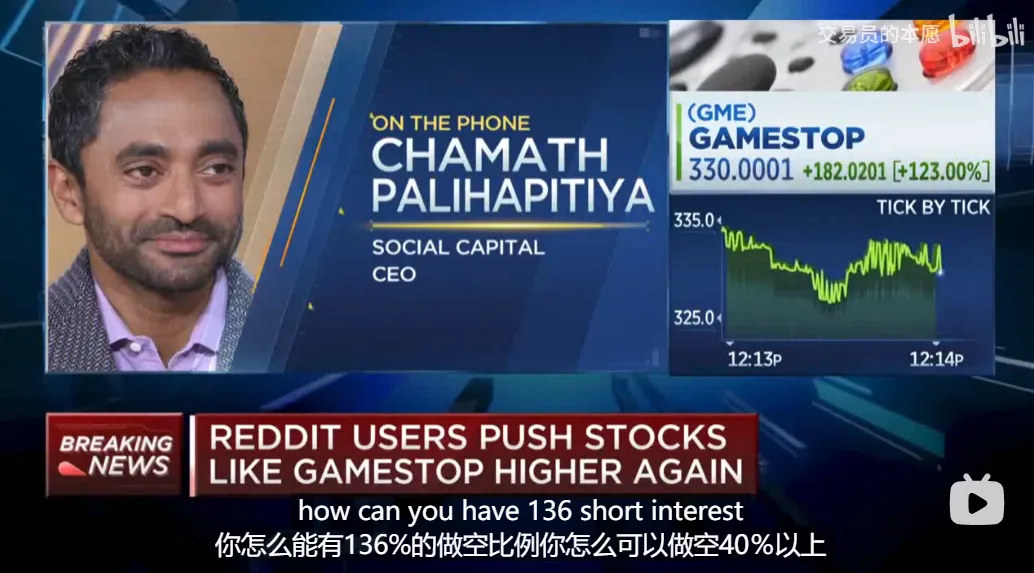 交易员的本愿 bilibili
ON THE PHONE
CHAMATH
PALIHAPITIYA
SOCIAL CAPITAL
CEO
(GME)
GAMESTOP
330.0001 +182.0201 [+123.00%]
TICK BY TICK
335.0
325.0
12:13P 12:14P
BREAKING
NEWS
REDDIT USERS PUSH STOCKS
LIKE GAMESTOP HIGHER AGAIN
how can you have 136 short interest
你怎么能有136%的做空比例你怎么可以做空40%以上